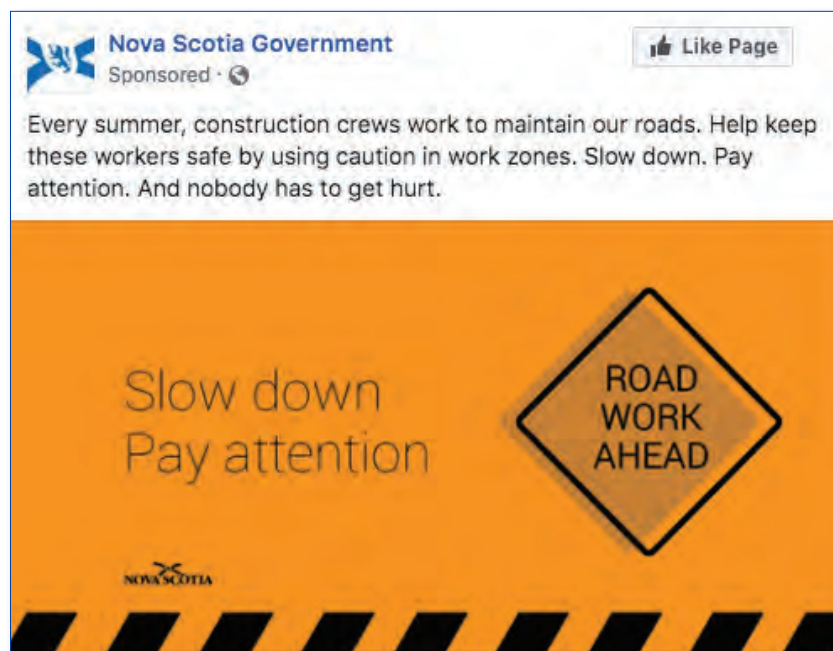 Nova Scotia Government
Like Page
Sponsored ·
Every summer, construction crews work to maintain our roads. Help keep
these workers safe by using caution in work zones. Slow down. Pay
attention. And nobody has to get hurt.
Slow down
Pay attention
ROAD
WORK
AHEAD
NOVA SCOTIA